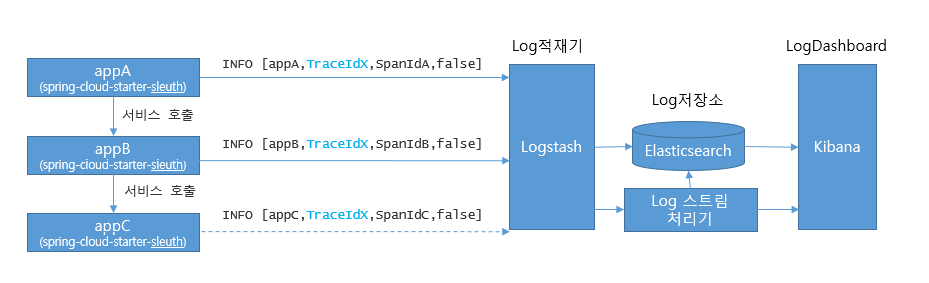 Log적재기
LogDashboard
appA
(spring-cloud-starter-sleuth)
INFO [appA,TraceIdX,SpanIdA,false]
서비스 호출
Log저장소
appB
(spring-cloud-starter-sleuth)
INFO [appB,TraceIdX,SpanIdB,false]
Logstash
Elasticsearch
Kibana
서비스 호출
appC
(spring-cloud-starter-sleuth)
INFO [appC,TraceIdX,SpanIdC,false]
Log 스트림
처리기